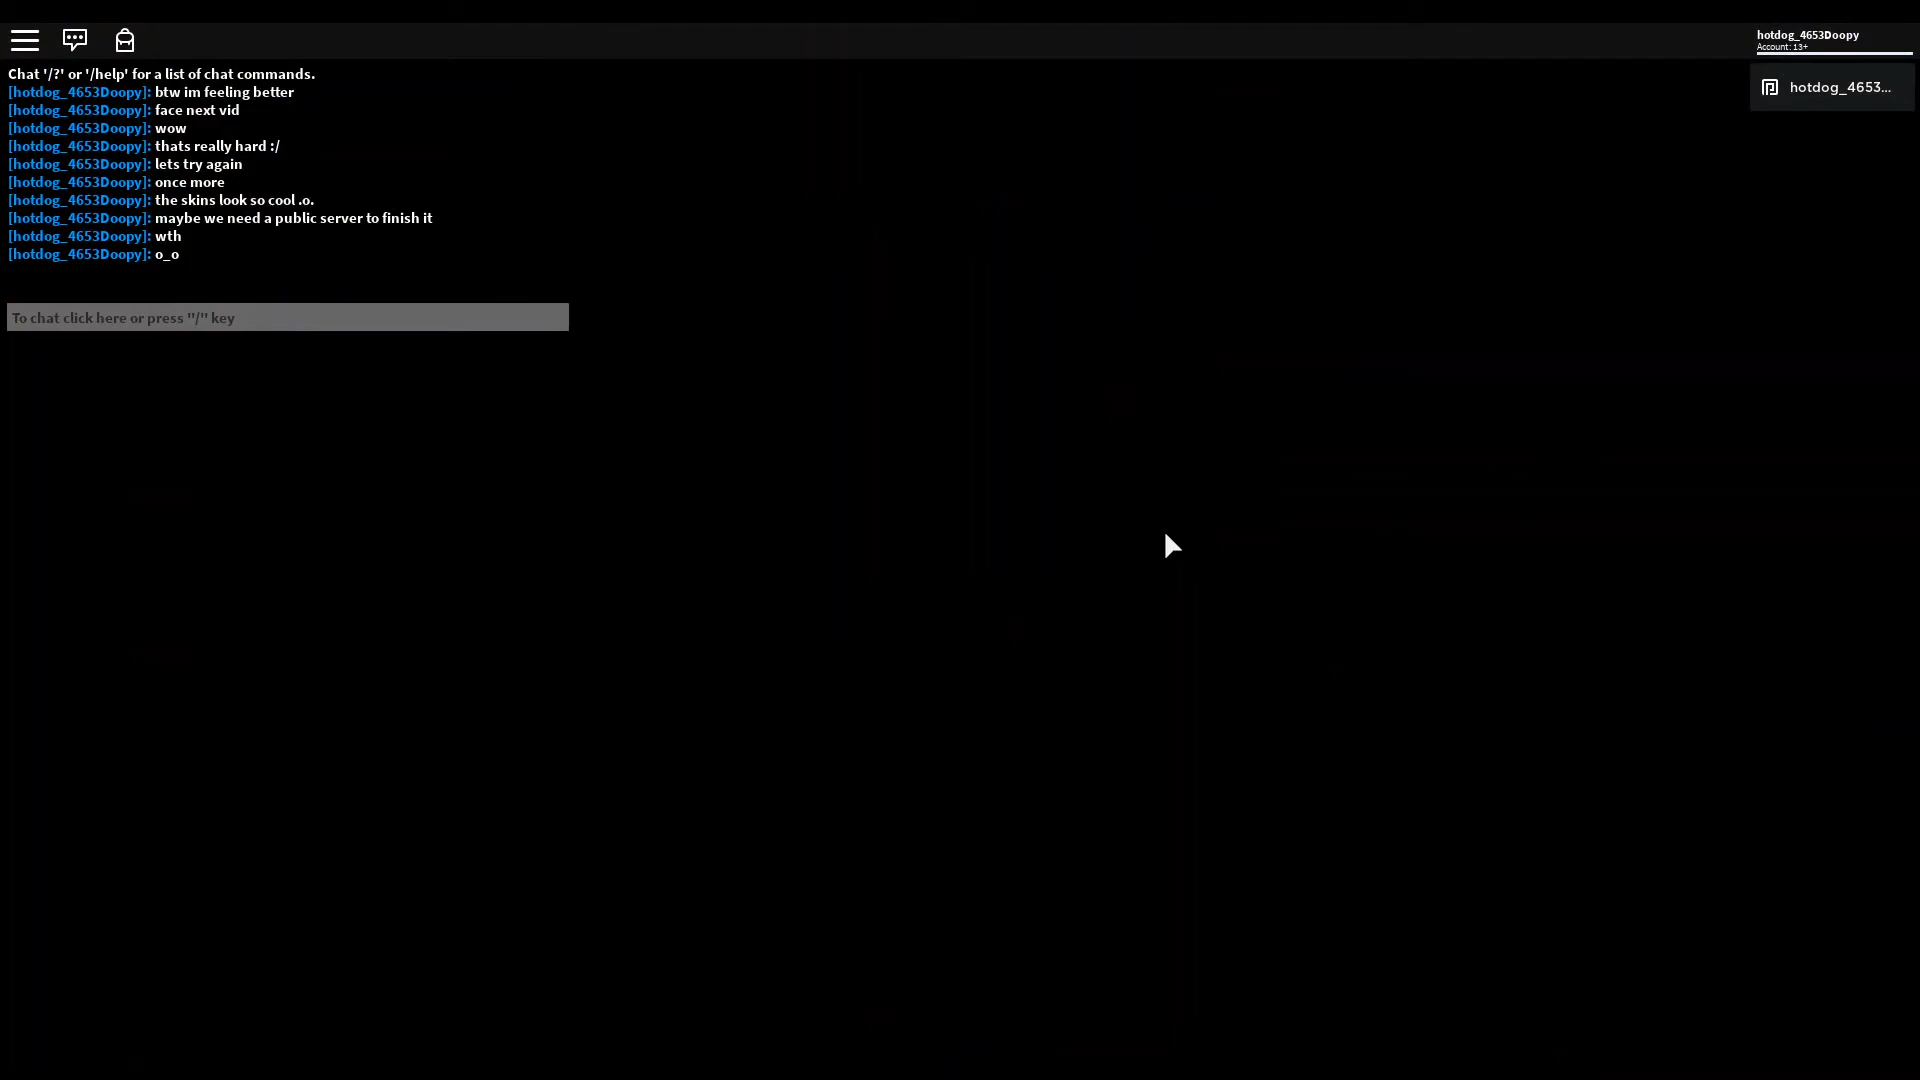 hotdog_4653Doopy
Account: 13+
hotdog_4653...
Chat '/?' or '/help' for a list of chat commands.
[hotdog_4653Doopy]: btw im feeling better
[hotdog_4653Doopy]: face next vid
[hotdog_4653Doopy]: wow
[hotdog_4653Doopy]: thats really hard :/
[hotdog_4653Doopy]: lets try again
[hotdog_4653Doopy]: once more
[hotdog_4653Doopy]: the skins look so cool .o.
[hotdog_4653Doopy]: maybe we need a public server to finish it
[hotdog_4653Doopy]: wth
[hotdog_4653Doopy]: o_o
To chat click here or press "/" key